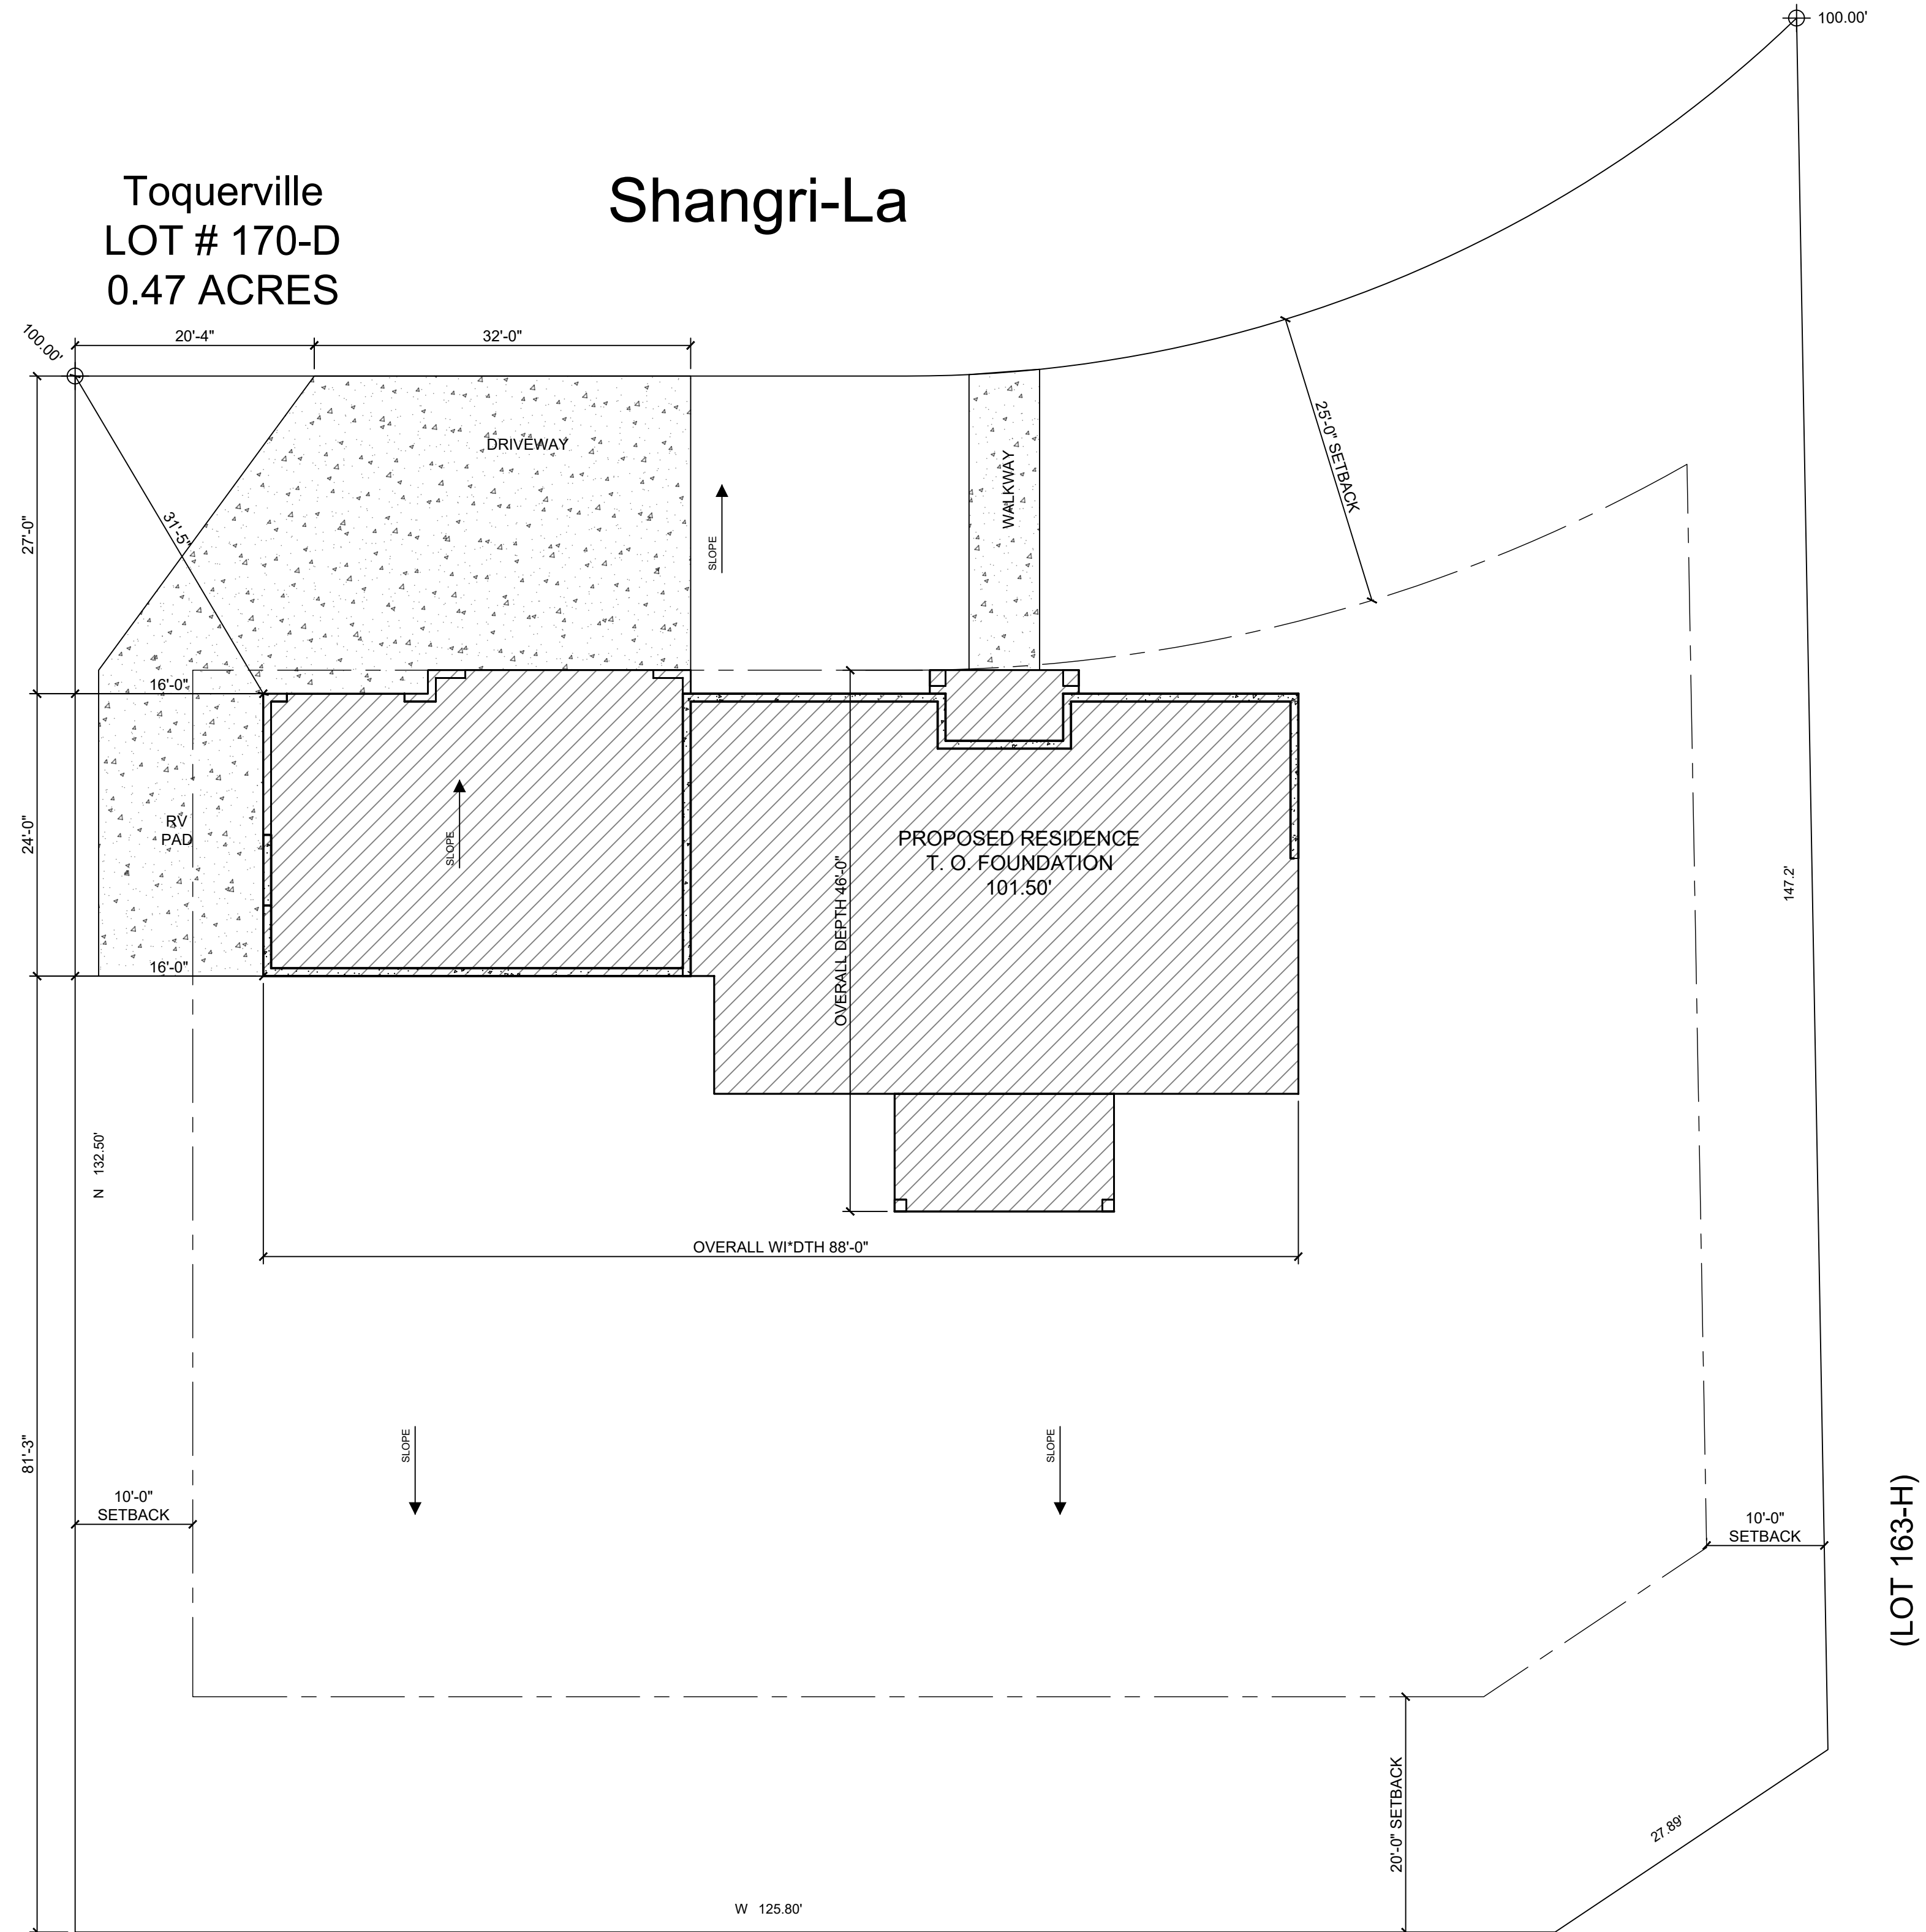 100.00'
Toquerville
LOT # 170-D
0.47 ACRES
Shangri-La
100.00'
20'-4"
32'-0"
DRIVEWAY
WALKWAY
25'-0" SETBACK
27'-0"
31'-5"
SLOPE
16'-0"
24'-0"
RV
PAD
SLOPE
OVERALL DEPTH 46'-0"
PROPOSED RESIDENCE
T. O. FOUNDATION
101.50'
147.2'
16'-0"
N 132.50'
OVERALL WI*DTH 88'-0"
81'-3"
SLOPE
SLOPE
10'-0"
SETBACK
10'-0"
SETBACK
(LOT 163-H)
20'-0" SETBACK
27.89'
W 125.80'